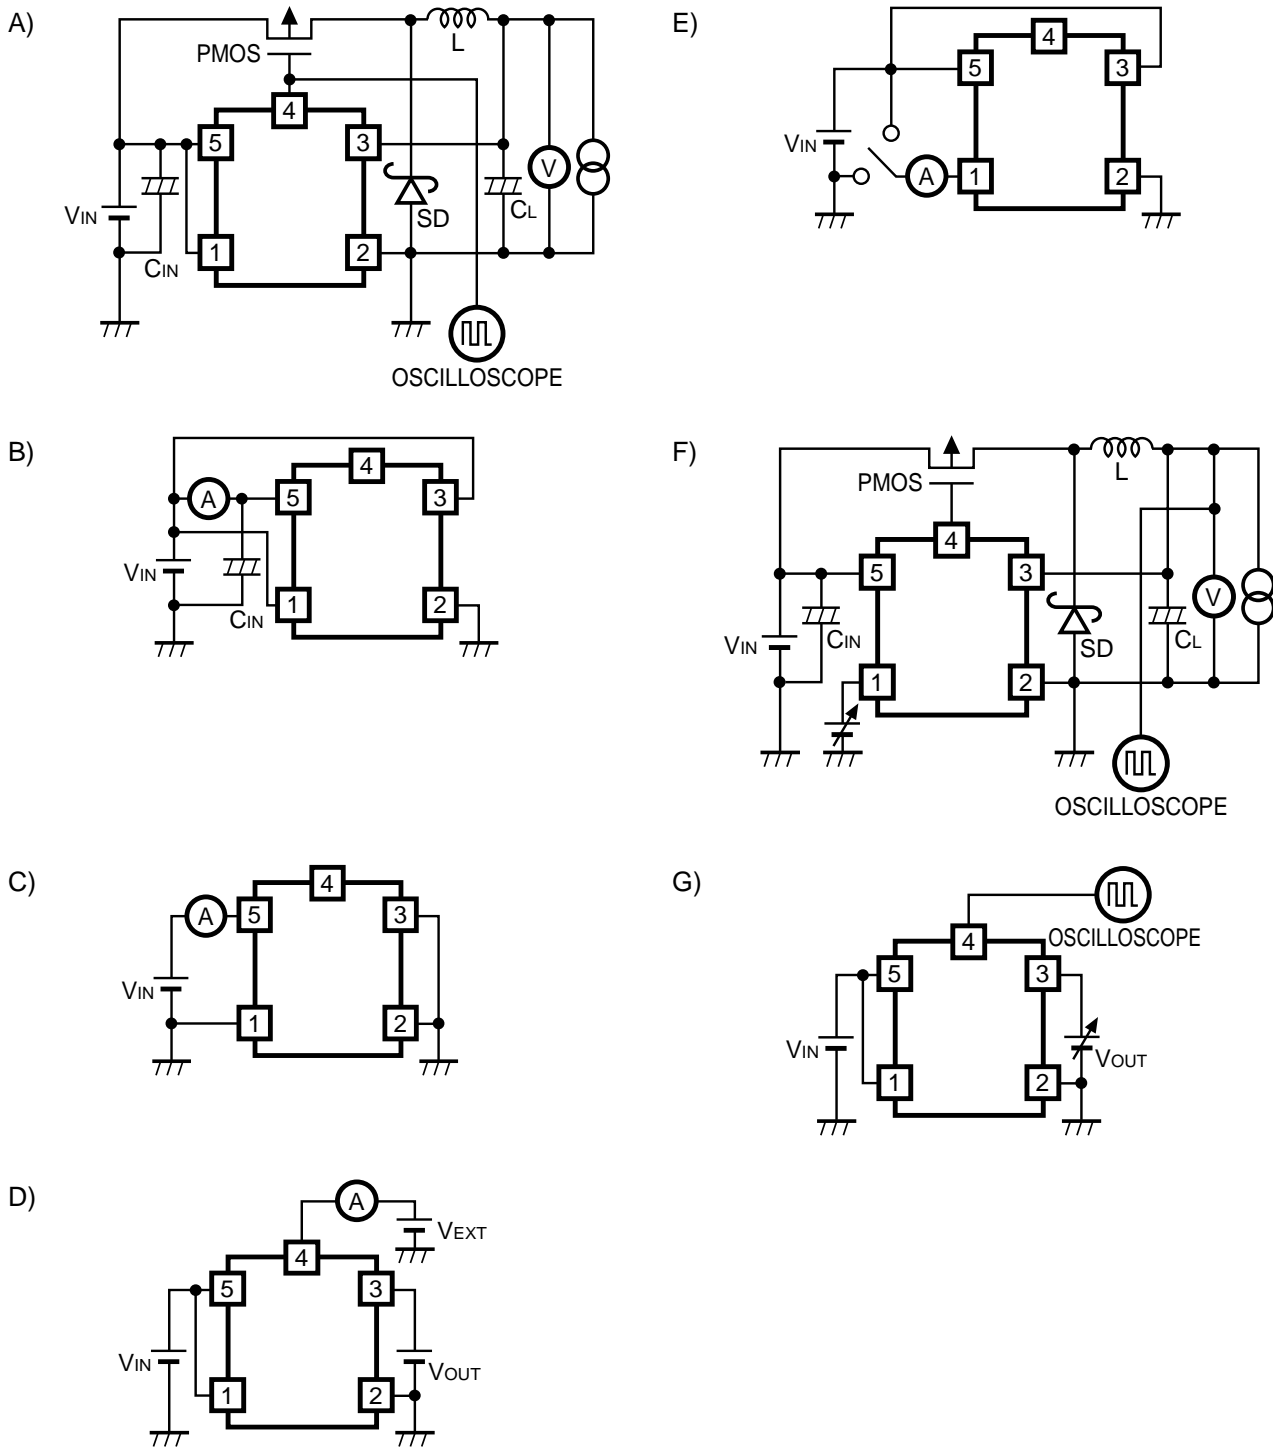 A)
PMOS
L
4
5
3
V
VIN
CIN
SD
CL
1
2
OSCILLOSCOPE
B)
4
A
5
3
VIN
CIN
1
2
C)
4
A
5
3
VIN
1
2
D)
A
VEXT
4
5
3
VIN
VOUT
1
2
E)
4
5
3
VIN
A
1
2
F)
PMOS
L
4
5
3
V
VIN
CIN
SD
CL
1
2
OSCILLOSCOPE
G)
OSCILLOSCOPE
4
5
3
VIN
VOUT
1
2